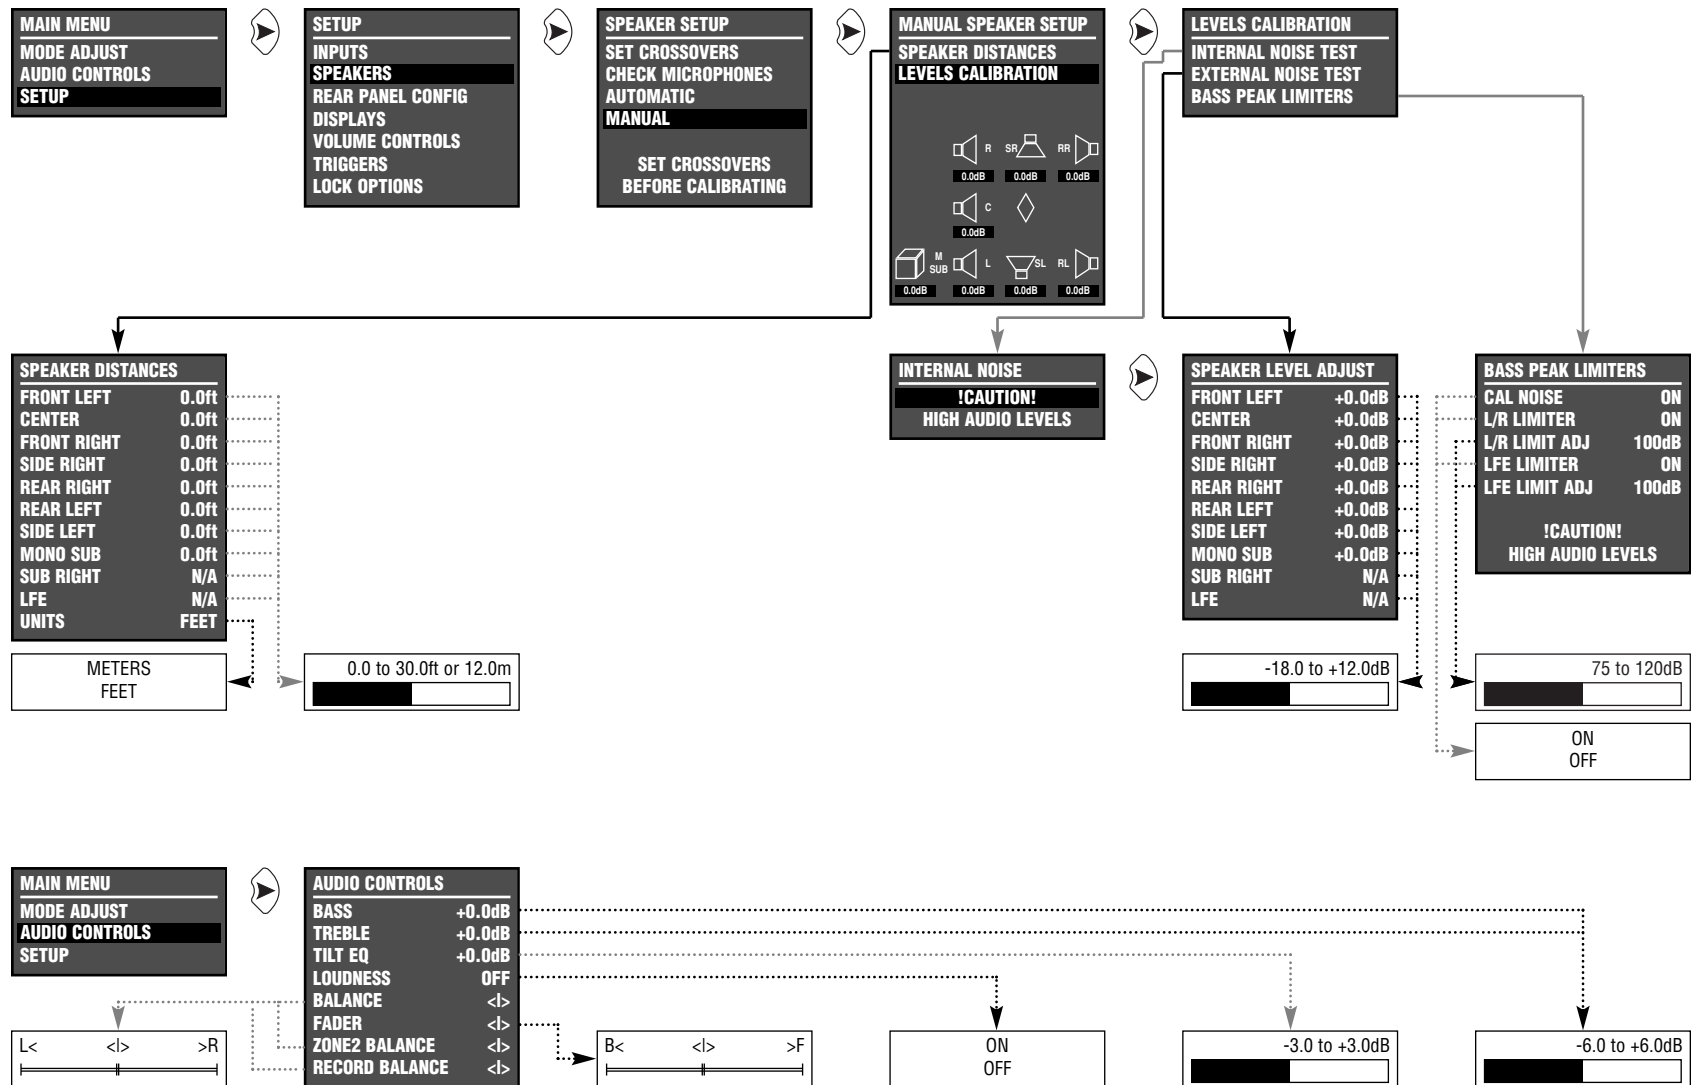 MAIN MENU
MODE ADJUST
AUDIO CONTROLS
SETUP
SETUP
INPUTS
SPEAKERS
REAR PANEL CONFIG
DISPLAYS
VOLUME CONTROLS
TRIGGERS
LOCK OPTIONS
SPEAKER SETUP
SET CROSSOVERS
CHECK MICROPHONES
AUTOMATIC
MANUAL
SET CROSSOVERS
BEFORE CALIBRATING
MANUAL SPEAKER SETUP
SPEAKER DISTANCES
LEVELS CALIBRATION
R SR RR
0.0dB 0.0dB 0.0dB
C
0.0dB
M
SUB L SL RL
0.0dB 0.0dB 0.0dB 0.0dB
LEVELS CALIBRATION
INTERNAL NOISE TEST
EXTERNAL NOISE TEST
BASS PEAK LIMITERS
SPEAKER DISTANCES
FRONT LEFT 0.0ft
CENTER 0.0ft
FRONT RIGHT 0.0ft
SIDE RIGHT 0.0ft
REAR RIGHT 0.0ft
REAR LEFT 0.0ft
SIDE LEFT 0.0ft
MONO SUB 0.0ft
SUB RIGHT N/A
LFE N/A
UNITS FEET
METERS
FEET
0.0 to 30.0ft or 12.0m
INTERNAL NOISE
!CAUTION!
HIGH AUDIO LEVELS
SPEAKER LEVEL ADJUST
FRONT LEFT +0.0dB
CENTER +0.0dB
FRONT RIGHT +0.0dB
SIDE RIGHT +0.0dB
REAR RIGHT +0.0dB
REAR LEFT +0.0dB
SIDE LEFT +0.0dB
MONO SUB +0.0dB
SUB RIGHT N/A
LFE N/A
-18.0 to +12.0dB
BASS PEAK LIMITERS
CAL NOISE ON
L/R LIMITER ON
L/R LIMIT ADJ 100dB
LFE LIMITER ON
LFE LIMIT ADJ 100dB
!CAUTION!
HIGH AUDIO LEVELS
75 to 120dB
ON
OFF
MAIN MENU
MODE ADJUST
AUDIO CONTROLS
SETUP
AUDIO CONTROLS
BASS +0.0dB
TREBLE +0.0dB
TILT EQ +0.0dB
LOUDNESS OFF
BALANCE <I>
FADER <I>
ZONE2 BALANCE <I>
RECORD BALANCE <I>
L< <I> >R
B< <I> >F
ON
OFF
-3.0 to +3.0dB
-6.0 to +6.0dB